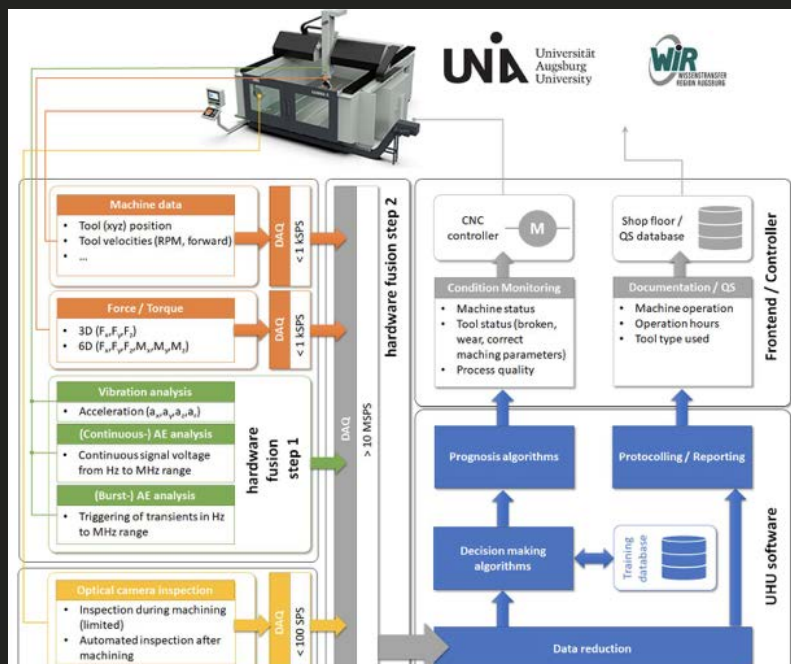 UNIA
Universität
Augsburg
University
WiR
WISSENSTRANSFER
REGION AUGSBURG
Machine data
• Tool (xyz) position
• Tool velocities (RPM, forward)
• ...
DAQ
< 1 kSPS
Force / Torque
• 3D (Fx,Fy,Fz)
• 6D (Fx,Fy,Fz,Mx,My,Mz)
DAQ
< 1 kSPS
Vibration analysis
• Acceleration (ax,ay,az,at)
(Continuous-) AE analysis
• Continuous signal voltage
from Hz to MHz range
(Burst-) AE analysis
• Triggering of transients in Hz
to MHz range
hardware
fusion
step 1
Optical camera inspection
• Inspection during machining
(limited)
• Automated inspection after
machining
DAQ
< 100 SPS
hardware fusion step 2
DAQ
> 10 MSPS
CNC
controller
M
Shop floor /
QS database
Condition Monitoring
• Machine status
• Tool status (broken,
wear, correct
maching parameters)
• Process quality
Documentation / QS
• Machine operation
• Operation hours
• Tool type used
Frontend / Controller
Prognosis algorithms
Protocolling / Reporting
Decision making
algorithms
Training
database
Data reduction
UHU software